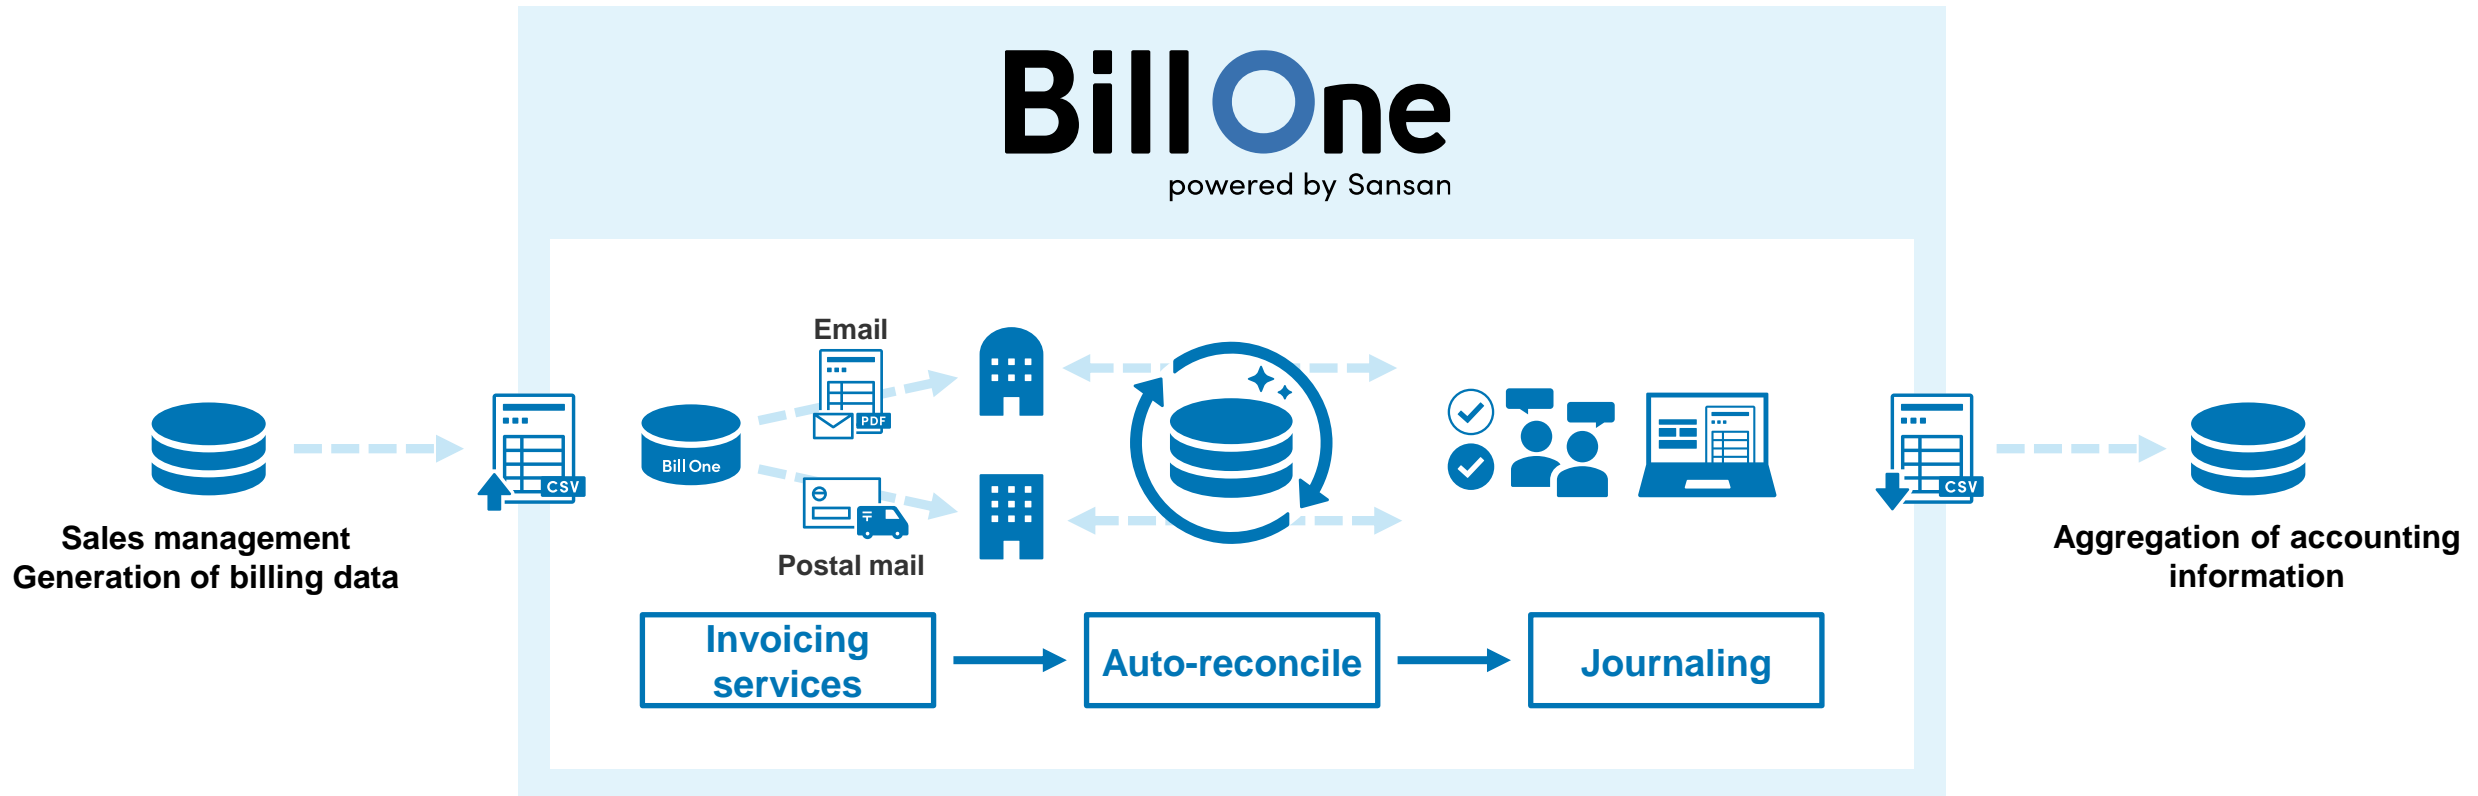 Bill One
powered by Sansan
Email
PDF
Bill One
CSV
CSV
Postal mail
Sales management
Generation of billing data
Aggregation of accounting
information
Invoicing
services
Auto-reconcile
Journaling